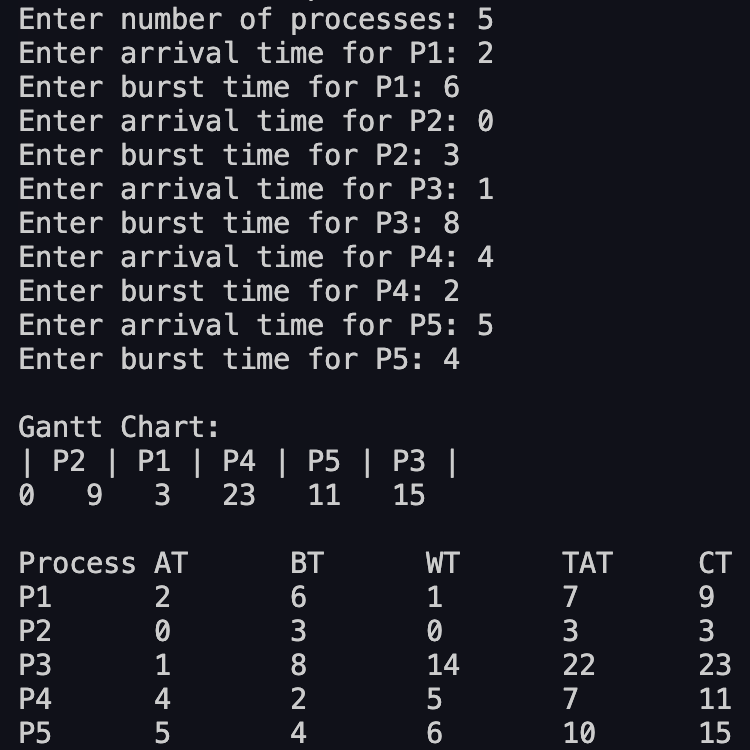 Enter number of processes: 5
Enter arrival time for P1: 2
Enter burst time for P1: 6
Enter arrival time for P2: 0
Enter burst time for P2: 3
Enter arrival time for P3: 1
Enter burst time for P3: 8
Enter arrival time for P4: 4
Enter burst time for P4: 2
Enter arrival time for P5: 5
Enter burst time for P5: 4
Gantt Chart:
| P2 | P1 | P4 | P5 | P3 |
0   9   3   23   11   15
Process AT      BT      WT      TAT     CT
P1      2       6       1       7       9
P2      0       3       0       3       3
P3      1       8       14      22      23
P4      4       2       5       7       11
P5      5       4       6       10      15